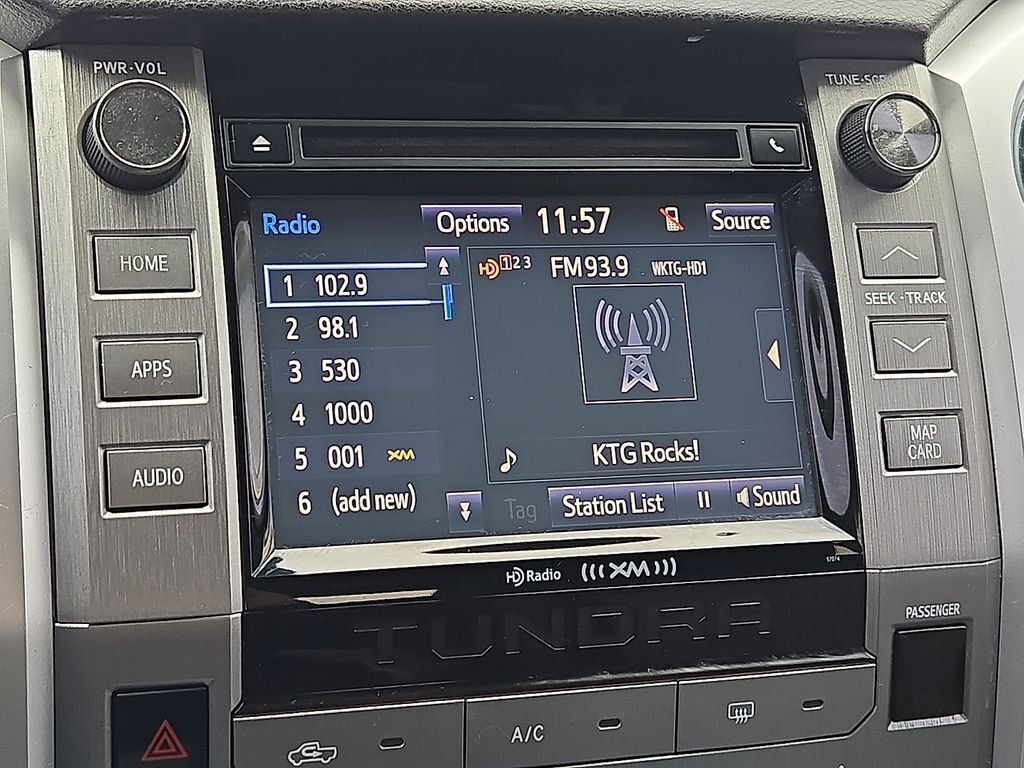 PWR·VOL
TUNE·SCR
Radio
Options
11:57
Source
HOME
1 102.9
HD 1 2 3
FM 93.9
WKTG-HD1
SEEK·TRACK
2 98.1
APPS
3 530
4 1000
MAP
CARD
AUDIO
5 001 XM
KTG Rocks!
6 (add new)
Tag
Station List
Sound
HD Radio
(((XM)))
57074
TUNDRA
PASSENGER
A/C